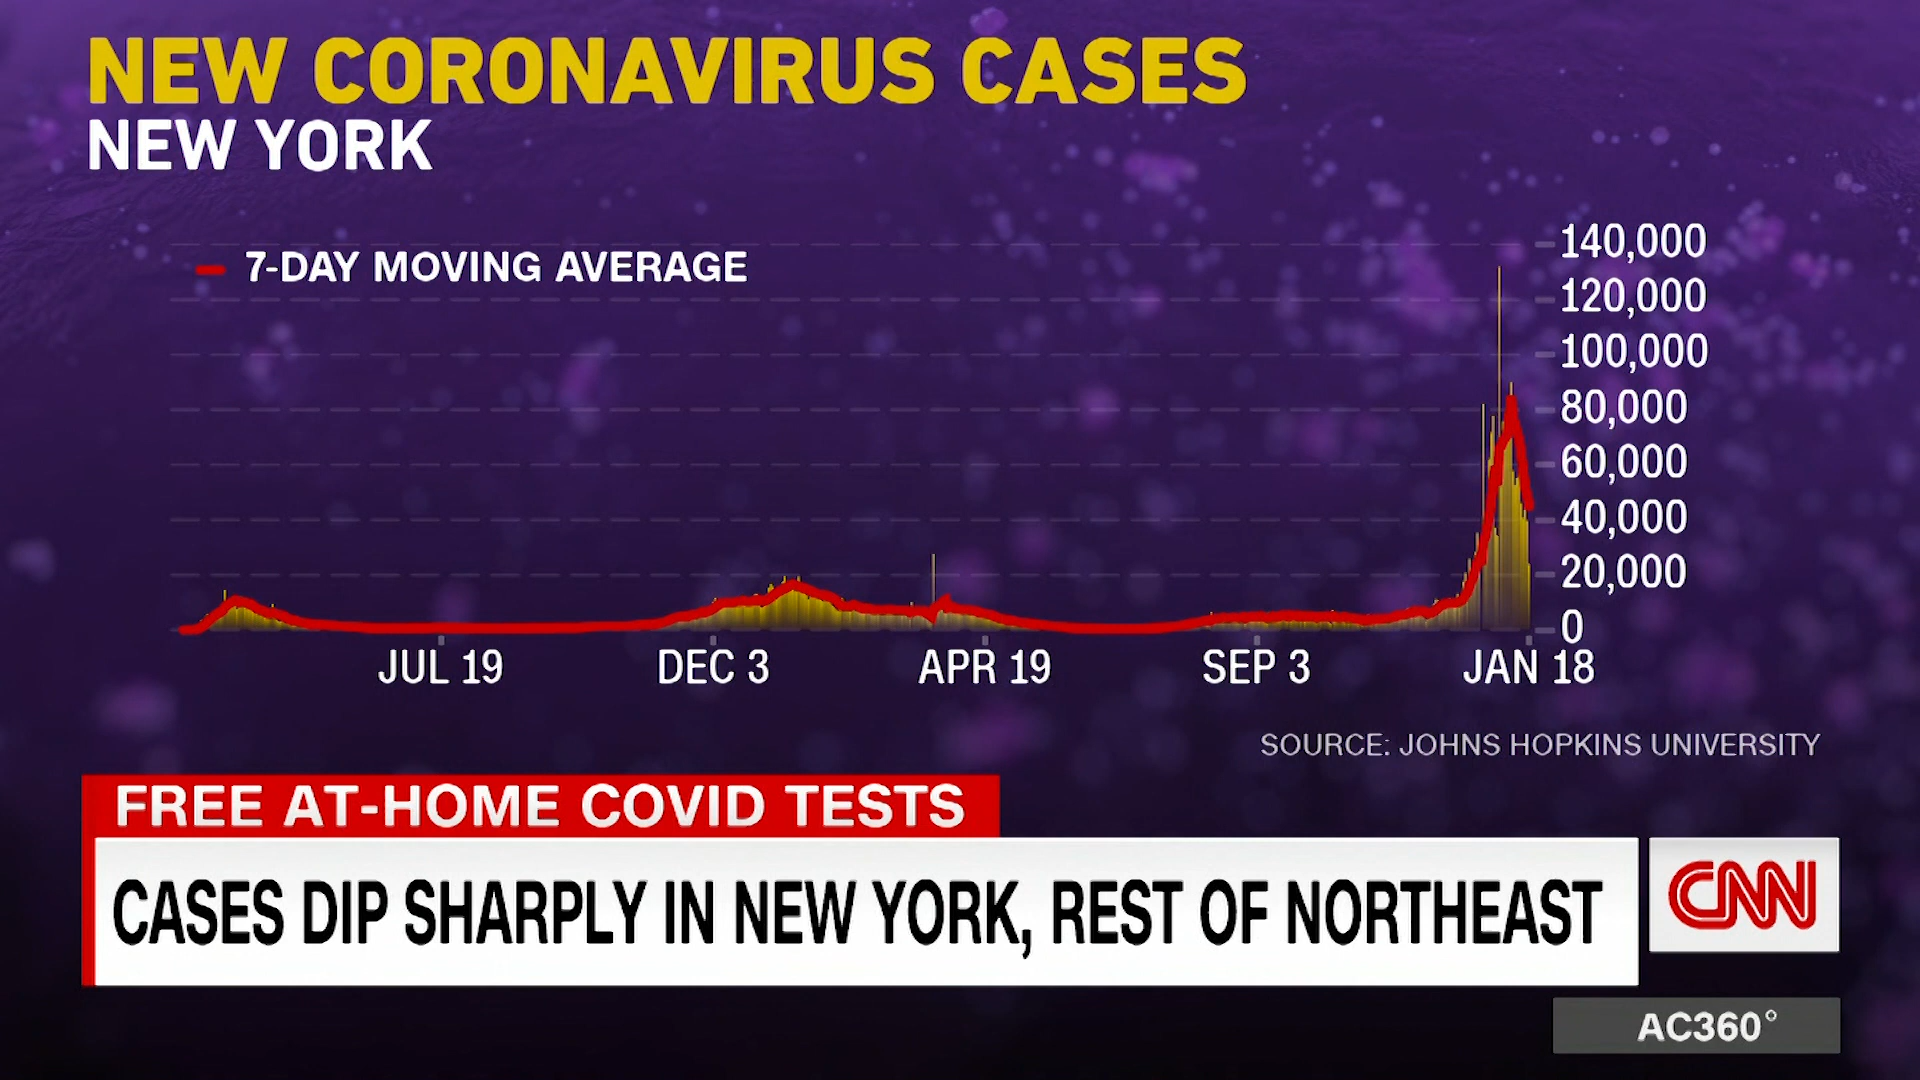 NEW CORONAVIRUS CASES
NEW YORK
7-DAY MOVING AVERAGE
140,000
120,000
100,000
80,000
60,000
40,000
20,000
0
JUL 19 DEC 3 APR 19 SEP 3 JAN 18
SOURCE: JOHNS HOPKINS UNIVERSITY
FREE AT-HOME COVID TESTS
CASES DIP SHARPLY IN NEW YORK, REST OF NORTHEAST
CNN
AC360°